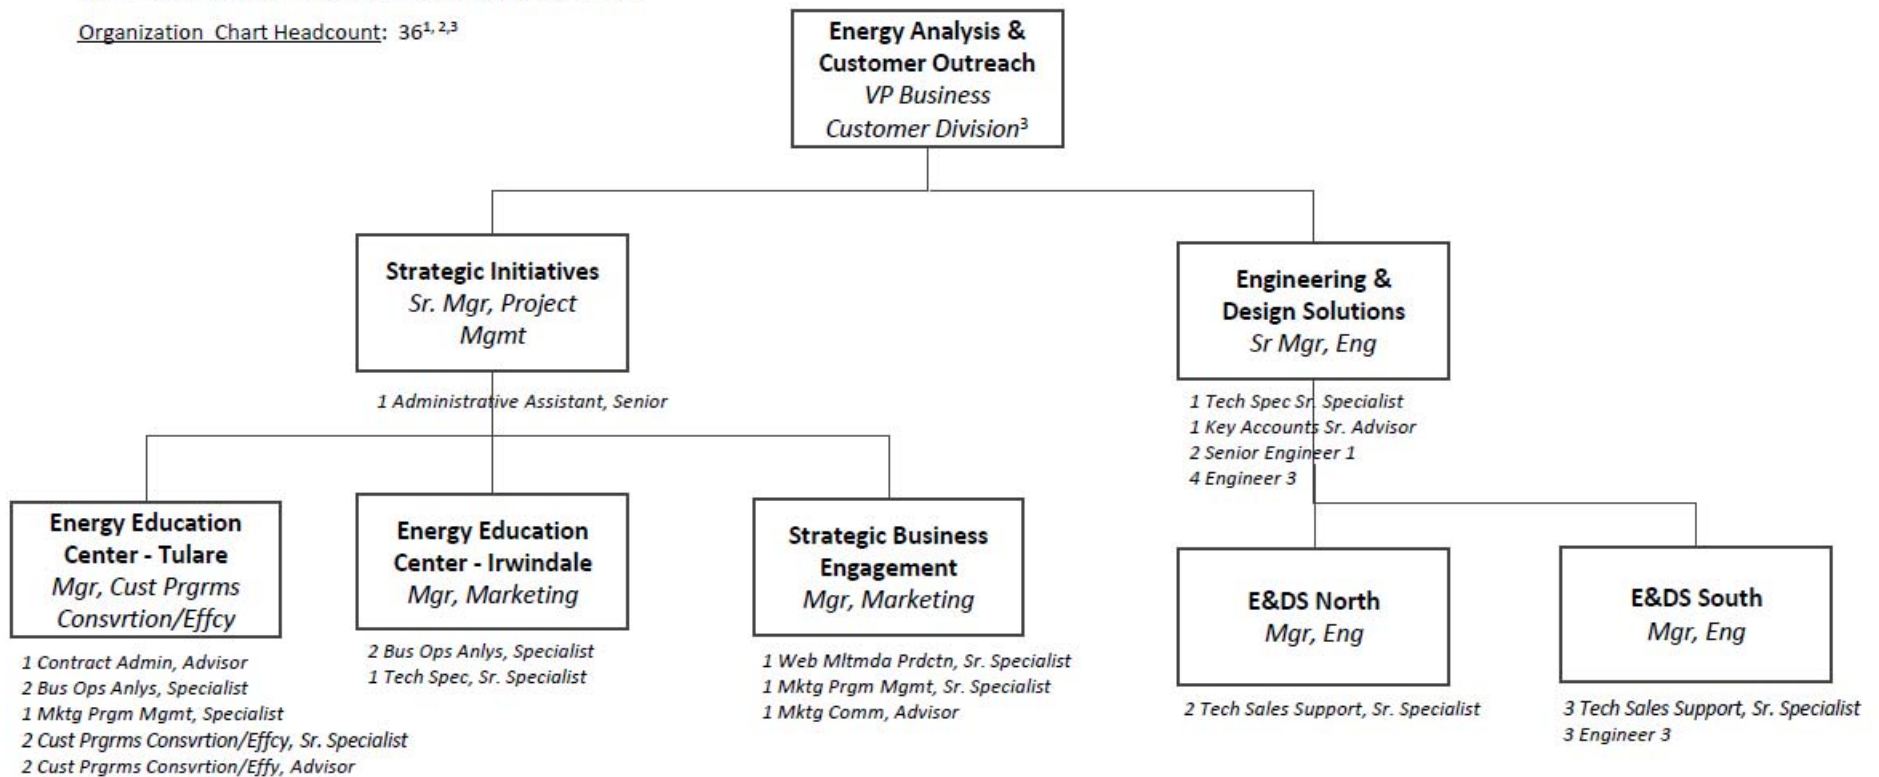 Organization Chart Headcount: 36¹,²,³
Energy Analysis &
Customer Outreach
VP Business
Customer Division³
Strategic Initiatives
Sr. Mgr, Project
Mgmt
1 Administrative Assistant, Senior
Engineering &
Design Solutions
Sr Mgr, Eng
1 Tech Spec Sr. Specialist
1 Key Accounts Sr. Advisor
2 Senior Engineer 1
4 Engineer 3
Energy Education
Center - Tulare
Mgr, Cust Prgrms
Consvrtion/Effcy
1 Contract Admin, Advisor
2 Bus Ops Anlys, Specialist
1 Mktg Prgm Mgmt, Specialist
2 Cust Prgrms Consvrtion/Effcy, Sr. Specialist
2 Cust Prgrms Consvrtion/Effy, Advisor
Energy Education
Center - Irwindale
Mgr, Marketing
2 Bus Ops Anlys, Specialist
1 Tech Spec, Sr. Specialist
Strategic Business
Engagement
Mgr, Marketing
1 Web Mltmda Prdctn, Sr. Specialist
1 Mktg Prgm Mgmt, Sr. Specialist
1 Mktg Comm, Advisor
E&DS North
Mgr, Eng
2 Tech Sales Support, Sr. Specialist
E&DS South
Mgr, Eng
3 Tech Sales Support, Sr. Specialist
3 Engineer 3